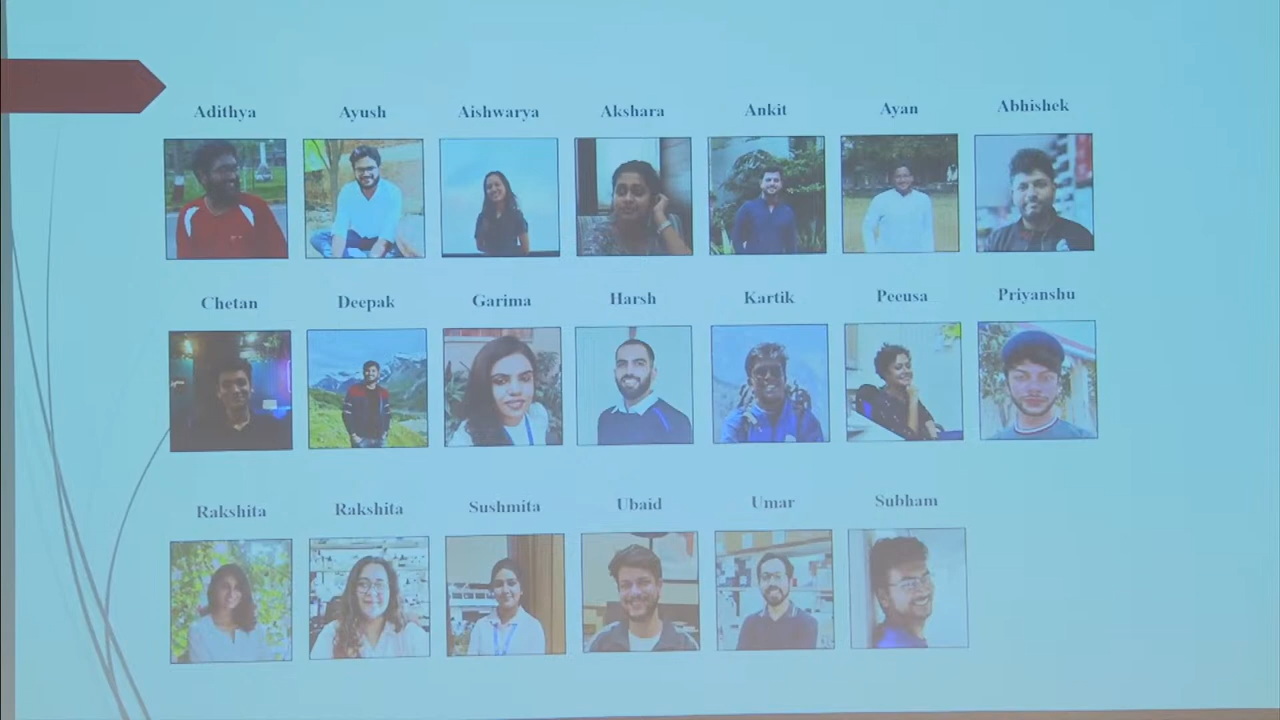 Adithya Ayush Aishwarya Akshara Ankit Ayan Abhishek
Chetan Deepak Garima Harsh Kartik Peeusa Priyanshu
Rakshita Rakshita Sushmita Ubaid Umar Subham